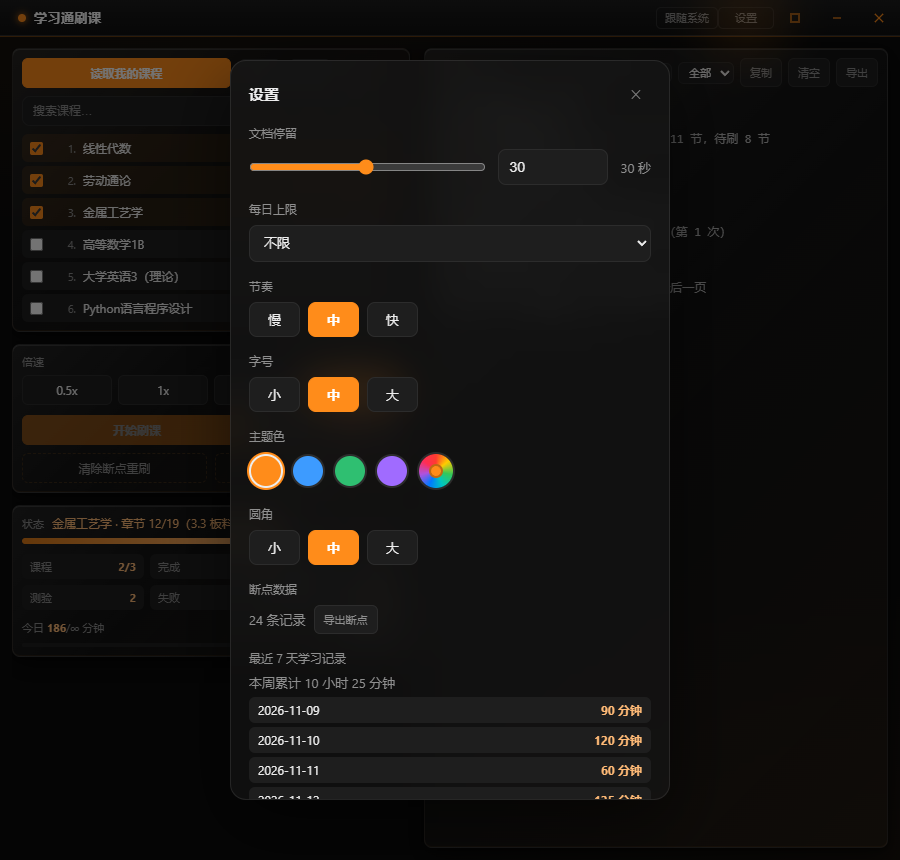 学习通刷课
跟随系统 设置
读取我的课程
搜索课程...
1. 线性代数
2. 劳动通论
3. 金属工艺学
4. 高等数学1B
5. 大学英语3（理论）
6. Python语言程序设计
倍速
0.5x 1x
开始刷课
清除断点重刷
状态 金属工艺学 · 章节 12/19（3.3 板料
课程 2/3 完成
测验 2 失败
今日 186/∞ 分钟
全部 复制 清空 导出
11 节，待刷 8 节
(第 1 次)
后一页
设置
文档停留
30 30 秒
每日上限
不限
节奏
慢 中 快
字号
小 中 大
主题色
圆角
小 中 大
断点数据
24 条记录 导出断点
最近 7 天学习记录
本周累计 10 小时 25 分钟
2026-11-09 90 分钟
2026-11-10 120 分钟
2026-11-11 60 分钟